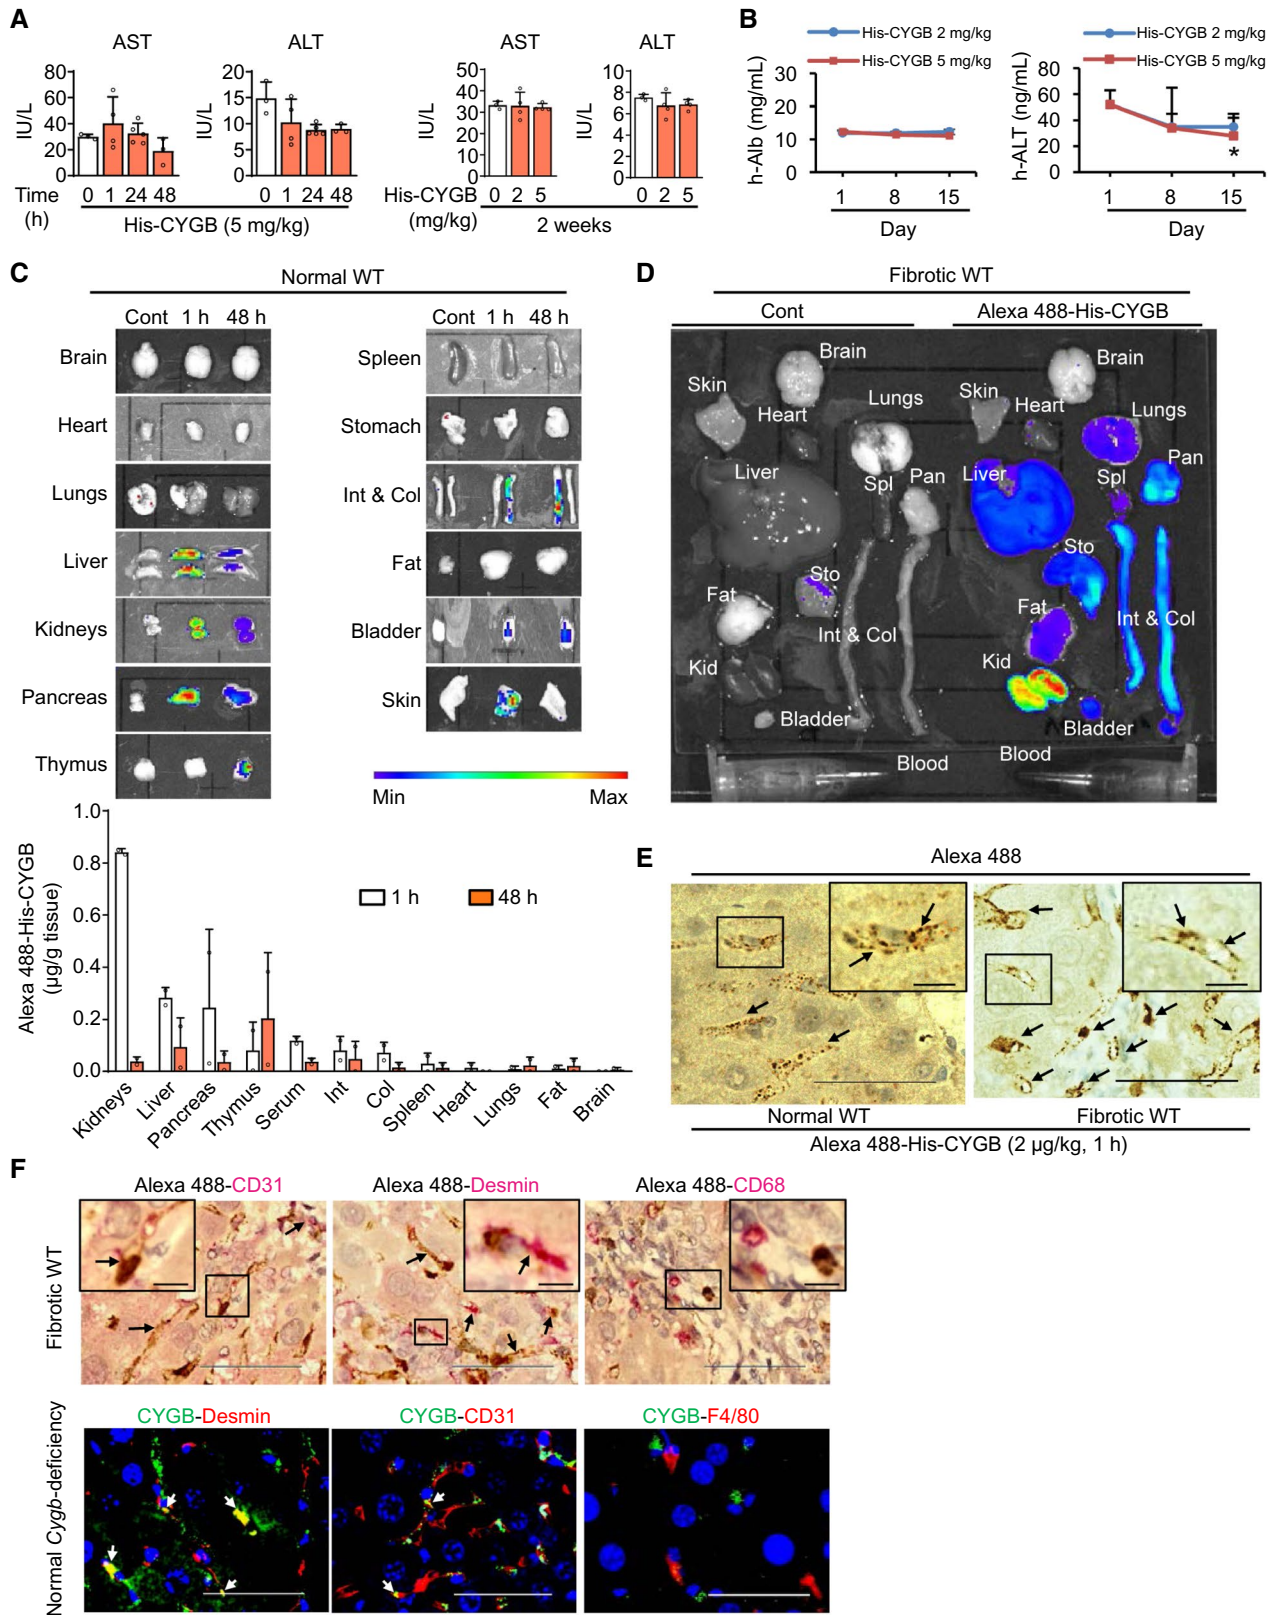 A
AST
ALT
AST
ALT
IU/L
80
60
40
20
0
IU/L
20
15
10
5
0
IU/L
50
40
30
20
10
0
IU/L
10
8
6
4
2
0
Time (h)
0 1 24 48
0 1 24 48
His-CYGB (5 mg/kg)
His-CYGB (mg/kg)
0 2 5
0 2 5
2 weeks
B
His-CYGB 2 mg/kg
His-CYGB 5 mg/kg
h-Alb (mg/mL)
30
20
10
0
1 8 15
Day
His-CYGB 2 mg/kg
His-CYGB 5 mg/kg
h-ALT (ng/mL)
80
60
40
20
0
*
1 8 15
Day
C
Normal WT
Cont 1 h 48 h
Brain
Heart
Lungs
Liver
Kidneys
Pancreas
Thymus
Cont 1 h 48 h
Spleen
Stomach
Int & Col
Fat
Bladder
Skin
Min Max
Alexa 488-His-CYGB
(µg/g tissue)
1.0
0.8
0.6
0.4
0.2
0.0
1 h
48 h
Kidneys
Liver
Pancreas
Thymus
Serum
Int
Col
Spleen
Heart
Lungs
Fat
Brain
D
Fibrotic WT
Cont
Alexa 488-His-CYGB
Brain
Skin
Heart
Lungs
Liver
Spl
Pan
Sto
Fat
Int & Col
Kid
Bladder
Blood
Brain
Skin
Heart
Lungs
Liver
Spl
Pan
Sto
Fat
Int & Col
Kid
Bladder
Blood
E
Alexa 488
Normal WT
Fibrotic WT
Alexa 488-His-CYGB (2 µg/kg, 1 h)
F
Alexa 488-CD31
Alexa 488-Desmin
Alexa 488-CD68
Fibrotic WT
CYGB-Desmin
CYGB-CD31
CYGB-F4/80
Normal Cygb-deficiency